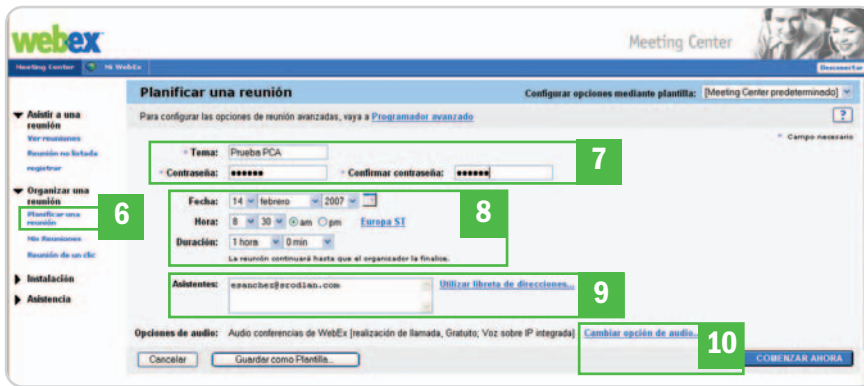 webex
Meeting Center
Meeting Center Mi WebEx
Desconectar
Planificar una reunión
Configurar opciones mediante plantilla: [Meeting Center predeterminado]
Para configurar las opciones de reunión avanzadas, vaya a Programador avanzado
?
* Campo necesario
Asistir a una reunión
Ver reuniones
Reunión no listada
registrar
Organizar una reunión
Planificar una reunión
Mis Reuniones
Reunión de un clic
Instalación
Asistencia
6
* Tema: Prueba PCA
* Contraseña: ●●●●●● * Confirmar contraseña: ●●●●●●
7
Fecha: 14 febrero 2007
Hora: 8 30 am pm Europa ST
Duración: 1 hora 0 min
La reunión continuará hasta que el organizador la finalice.
8
Asistentes: esanchez@erodian.com Utilizar libreta de direcciones...
9
Opciones de audio: Audio conferencias de WebEx [realización de llamada, Gratuito; Voz sobre IP integrada] Cambiar opción de audio...
10
Cancelar Guardar como Plantilla... COMENZAR AHORA